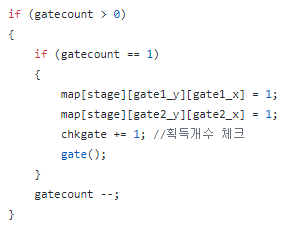 if (gatecount > 0)
{
if (gatecount == 1)
{
map[stage][gate1_y][gate1_x] = 1;
map[stage][gate2_y][gate2_x] = 1;
chkgate += 1; //획득개수 체크
gate();
}
gatecount --;
}